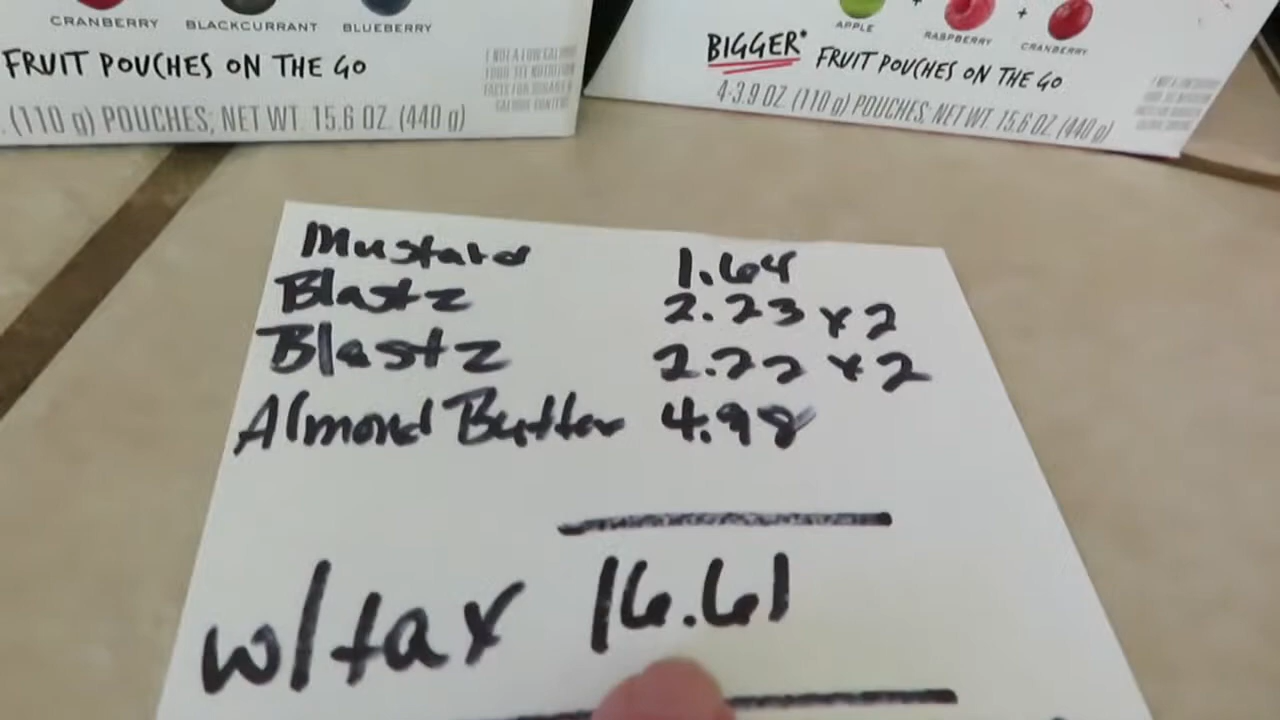 CRANBERRY BLACKCURRANT BLUEBERRY
FRUIT POUCHES ON THE GO
(110 g) POUCHES; NET WT. 15.6 OZ. (440 g)
APPLE + RASPBERRY + CRANBERRY
BIGGER* FRUIT POUCHES ON THE GO
4-3.9 OZ. (110 g) POUCHES; NET WT. 15.6 OZ. (440 g)
Mustard 1.64
Blastz 2.23 x 2
Blastz 2.22 x 2
Almond Butter 4.98
w/tax 16.61